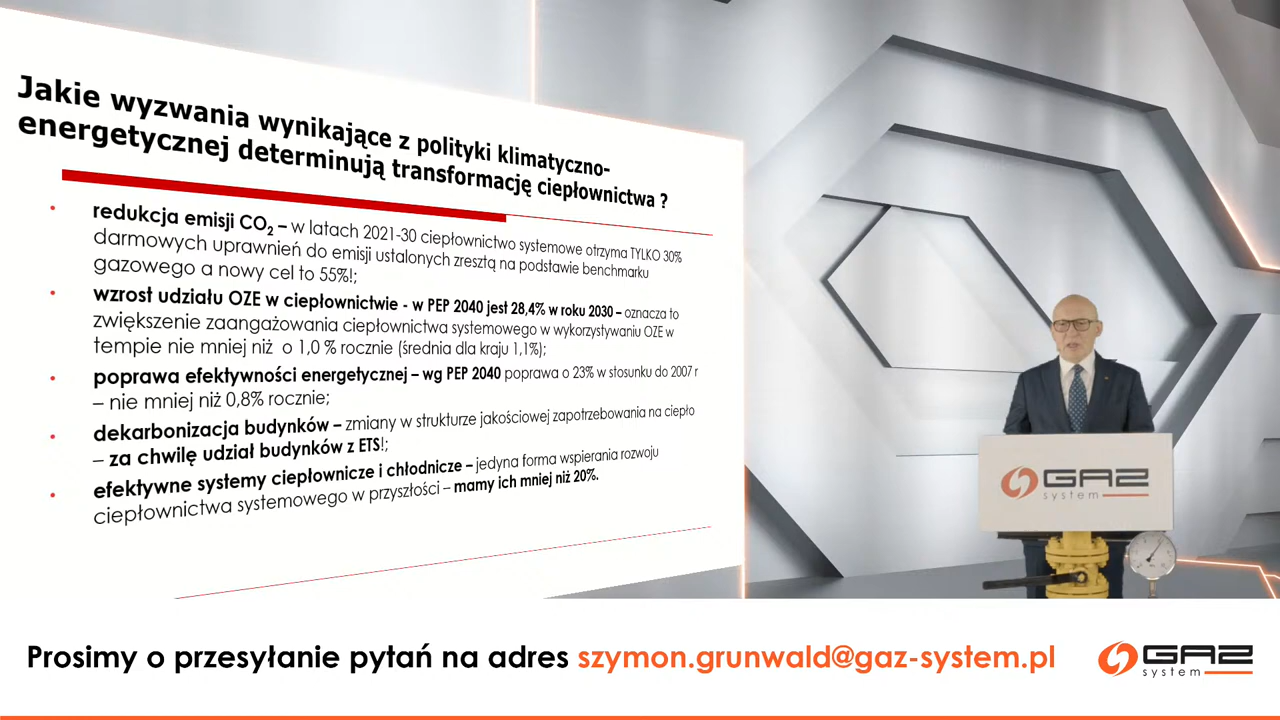 Jakie wyzwania wynikające z polityki klimatyczno-
energetycznej determinują transformację ciepłownictwa ?
• redukcja emisji CO₂ – w latach 2021-30 ciepłownictwo systemowe otrzyma TYLKO 30%
darmowych uprawnień do emisji ustalonych zresztą na podstawie benchmarku
gazowego a nowy cel to 55%!;
• wzrost udziału OZE w ciepłownictwie - w PEP 2040 jest 28,4% w roku 2030 – oznacza to
zwiększenie zaangażowania ciepłownictwa systemowego w wykorzystywaniu OZE w
tempie nie mniej niż o 1,0 % rocznie (średnia dla kraju 1,1%);
• poprawa efektywności energetycznej – wg PEP 2040 poprawa o 23% w stosunku do 2007 r
– nie mniej niż 0,8% rocznie;
• dekarbonizacja budynków – zmiany w strukturze jakościowej zapotrzebowania na ciepło
– za chwilę udział budynków z ETS!;
• efektywne systemy ciepłownicze i chłodnicze – jedyna forma wspierania rozwoju
ciepłownictwa systemowego w przyszłości – mamy ich mniej niż 20%.
GAZ
system
Prosimy o przesyłanie pytań na adres szymon.grunwald@gaz-system.pl
GAZ
system